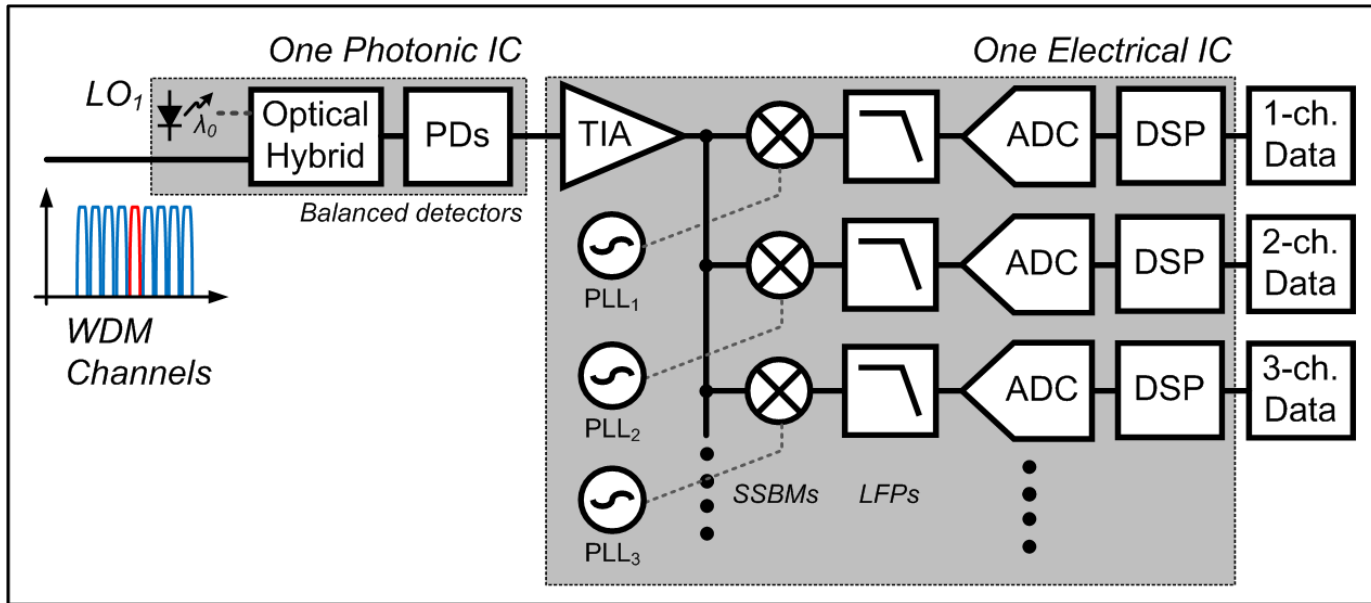 One Photonic IC
One Electrical IC
LO1
λ0
Optical
Hybrid
PDs
Balanced detectors
WDM
Channels
TIA
ADC
DSP
1-ch.
Data
PLL1
ADC
DSP
2-ch.
Data
PLL2
ADC
DSP
3-ch.
Data
PLL3
SSBMs
LFPs